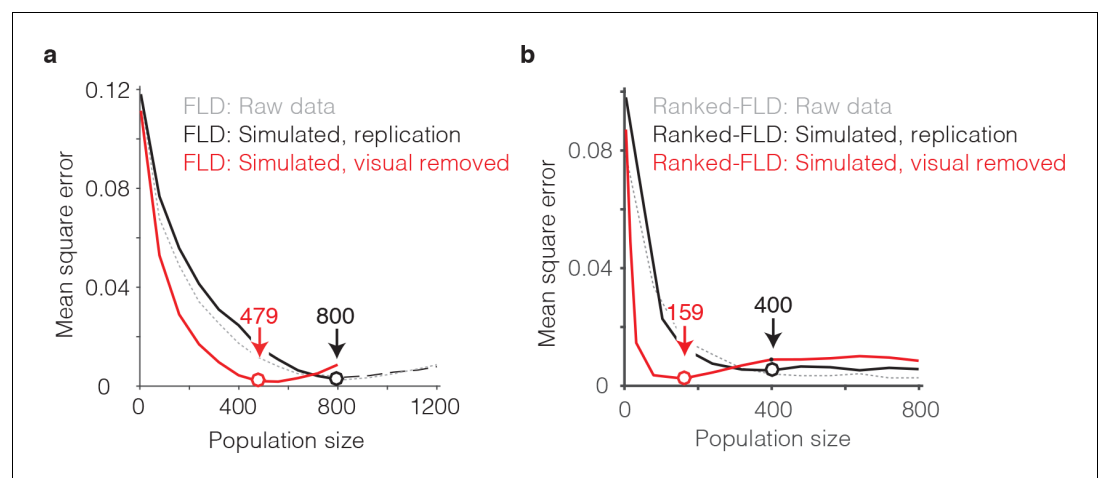 a
0.12
0.08
0.04
0
Mean square error
FLD: Raw data
FLD: Simulated, replication
FLD: Simulated, visual removed
479
800
0
400
800
1200
Population size
b
0.08
0.04
0
Mean square error
Ranked-FLD: Raw data
Ranked-FLD: Simulated, replication
Ranked-FLD: Simulated, visual removed
159
400
0
400
800
Population size